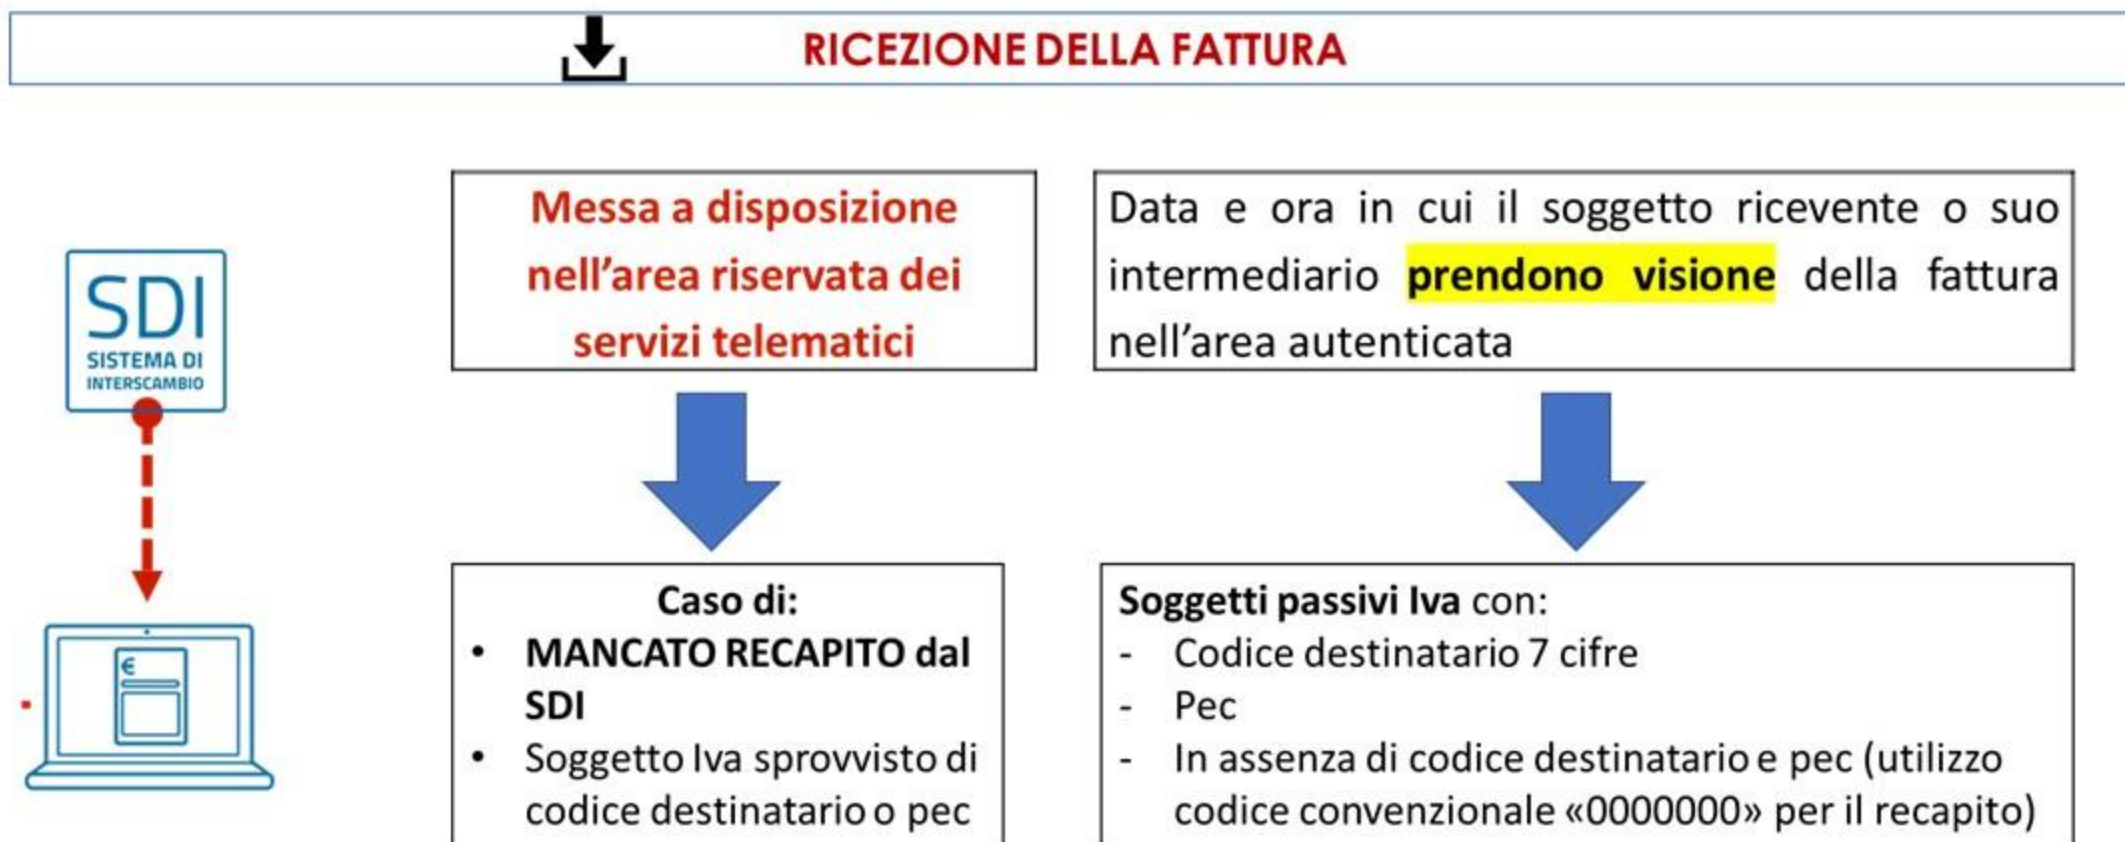 RICEZIONE DELLA FATTURA
SDI
SISTEMA DI
INTERSCAMBIO
€
Messa a disposizione
nell’area riservata dei
servizi telematici
Data e ora in cui il soggetto ricevente o suo
intermediario prendono visione della fattura
nell’area autenticata
Caso di:
• MANCATO RECAPITO dal
SDI
• Soggetto Iva sprovvisto di
codice destinatario o pec
Soggetti passivi Iva con:
- Codice destinatario 7 cifre
- Pec
- In assenza di codice destinatario e pec (utilizzo
codice convenzionale «0000000» per il recapito)